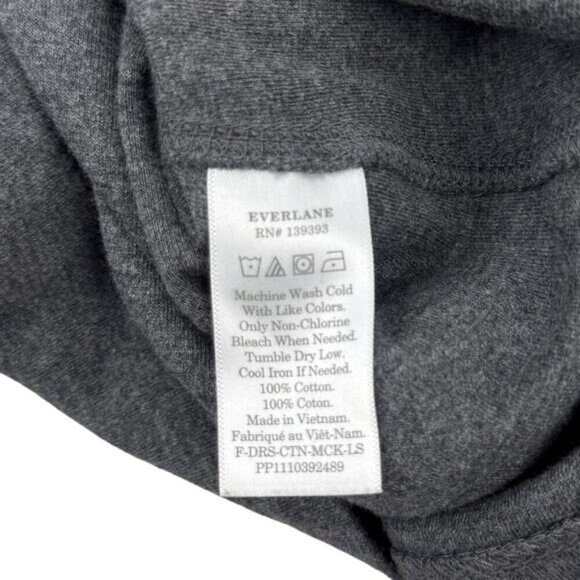 EVERLANE
RN# 139393
Machine Wash Cold
With Like Colors.
Only Non-Chlorine
Bleach When Needed.
Tumble Dry Low.
Cool Iron If Needed.
100% Cotton.
100% Coton.
Made in Vietnam.
Fabriqué au Viêt-Nam.
F-DRS-CTN-MCK-LS
PP1110392489